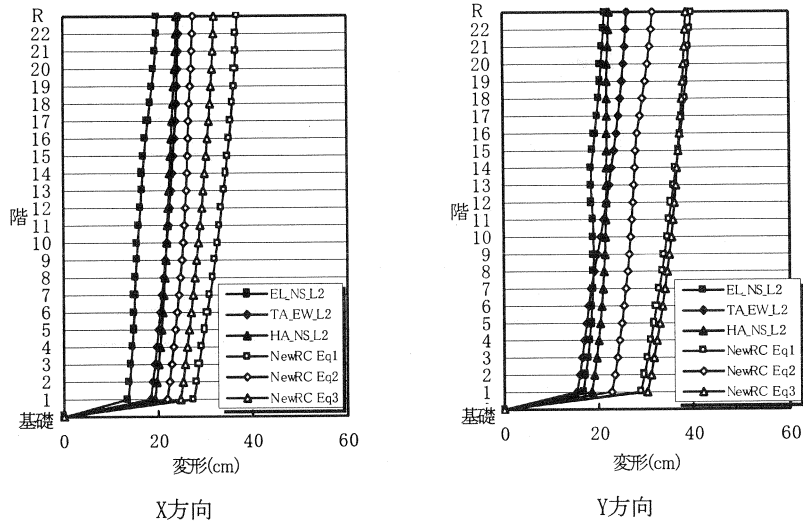 R
22
21
20
19
18
17
16
15
14
13
12
11
10
9
8
7
6
5
4
3
2
1
基礎
階
0
20
40
60
変形(cm)
EL_NS_L2
TA_EW_L2
HA_NS_L2
NewRC Eq1
NewRC Eq2
NewRC Eq3
X方向
R
22
21
20
19
18
17
16
15
14
13
12
11
10
9
8
7
6
5
4
3
2
1
基礎
階
0
20
40
60
変形(cm)
EL_NS_L2
TA_EW_L2
HA_NS_L2
NewRC Eq1
NewRC Eq2
NewRC Eq3
Y方向